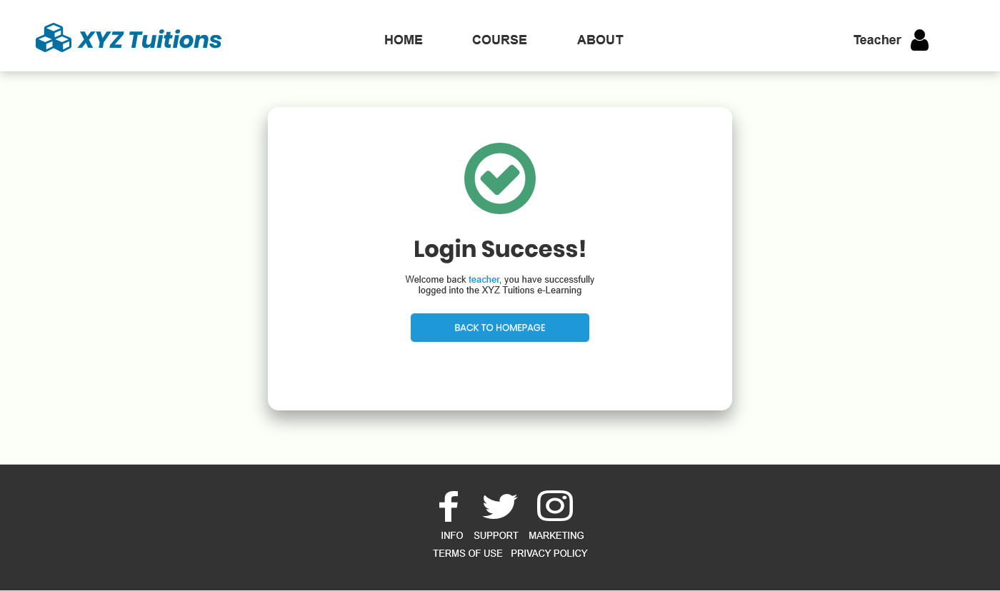 XYZ Tuitions
HOME COURSE ABOUT
Teacher
Login Success!
Welcome back teacher, you have successfully
logged into the XYZ Tuitions e-Learning
BACK TO HOMEPAGE
INFO SUPPORT MARKETING
TERMS OF USE PRIVACY POLICY